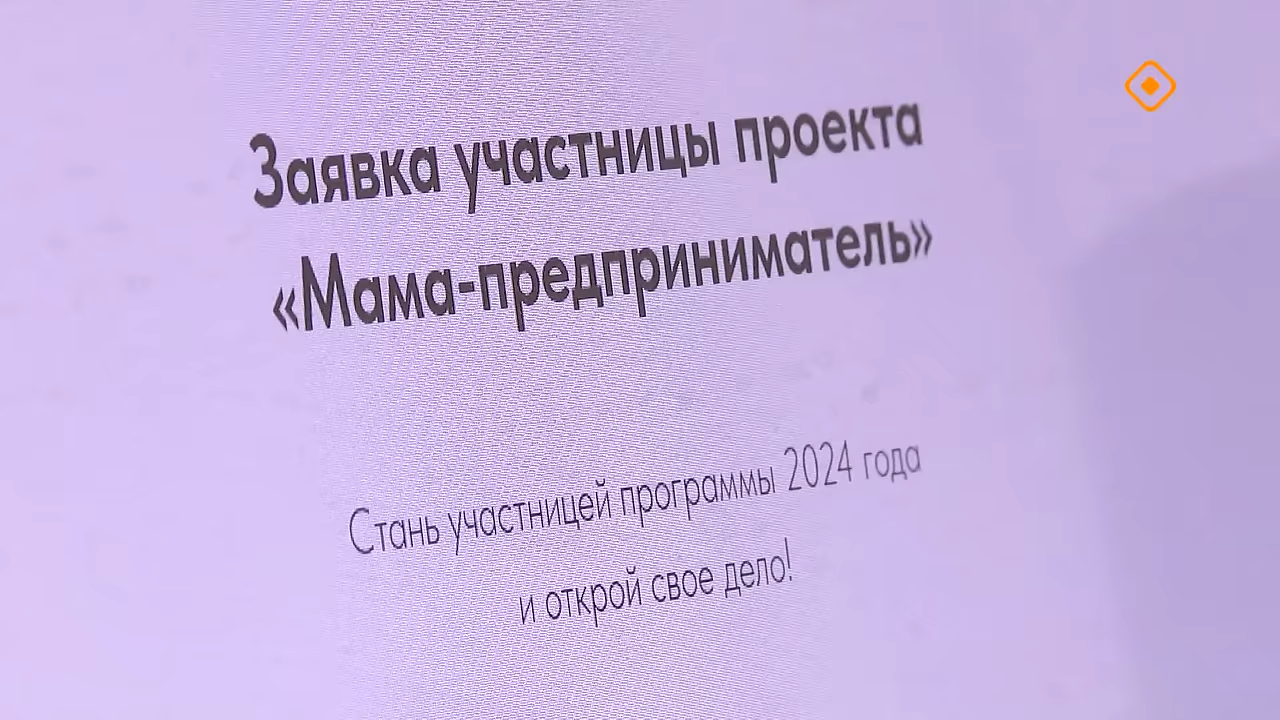 Заявка участницы проекта
«Мама-предприниматель»
Стань участницей программы 2024 года
и открой свое дело!